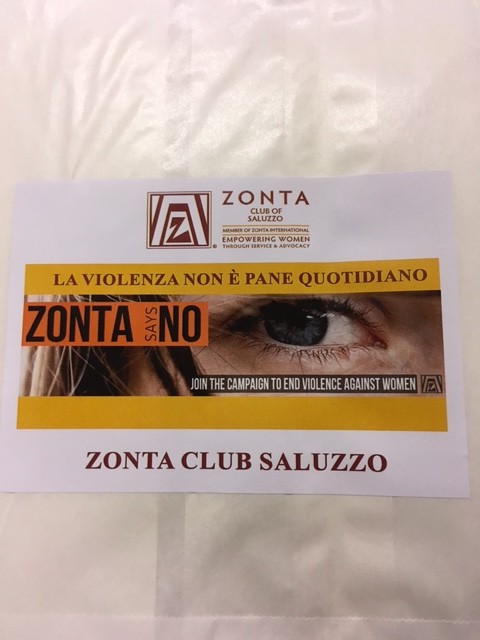 ZONTA
CLUB OF
SALUZZO
MEMBER OF ZONTA INTERNATIONAL
EMPOWERING WOMEN
THROUGH SERVICE & ADVOCACY
LA VIOLENZA NON È PANE QUOTIDIANO
ZONTA SAYS NO
JOIN THE CAMPAIGN TO END VIOLENCE AGAINST WOMEN
ZONTA CLUB SALUZZO